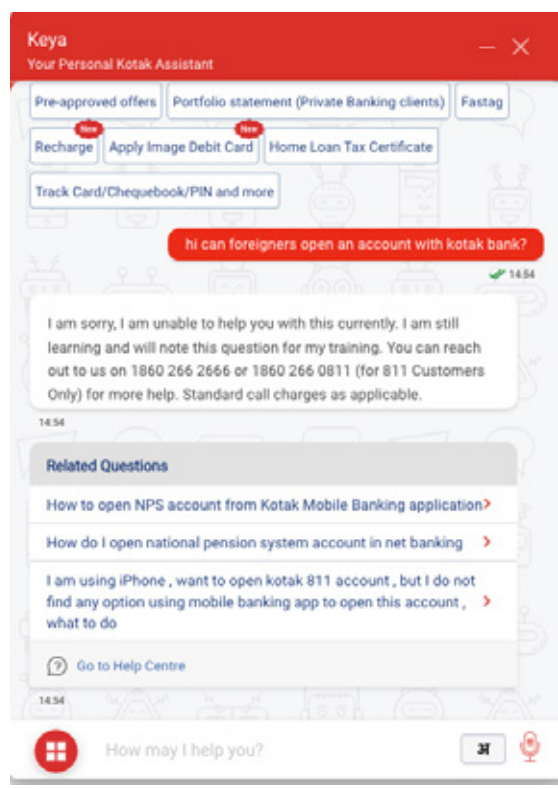 Keya
Your Personal Kotak Assistant
Pre-approved offers Portfolio statement (Private Banking clients) Fastag
New New
Recharge Apply Image Debit Card Home Loan Tax Certificate
Track Card/Chequebook/PIN and more
hi can foreigners open an account with kotak bank?
14:54
I am sorry, I am unable to help you with this currently. I am still
learning and will note this question for my training. You can reach
out to us on 1860 266 2666 or 1860 266 0811 (for 811 Customers
Only) for more help. Standard call charges as applicable.
14:54
Related Questions
How to open NPS account from Kotak Mobile Banking application
How do I open national pension system account in net banking
I am using iPhone , want to open kotak 811 account , but I do not
find any option using mobile banking app to open this account ,
what to do
Go to Help Centre
14:54
How may I help you?
अ